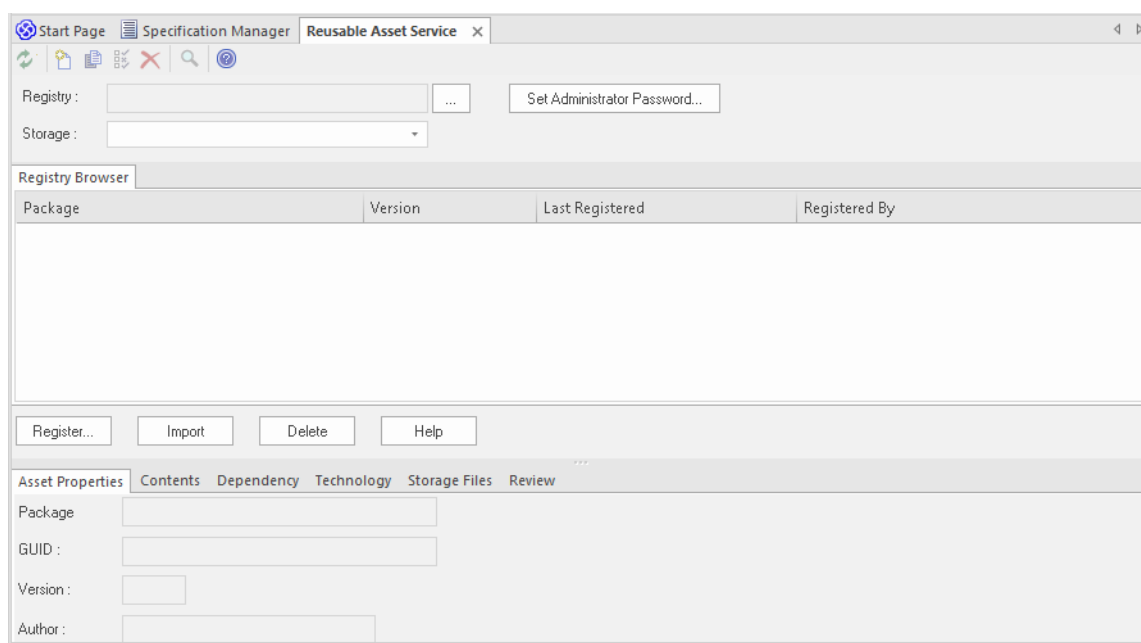 Start Page Specification Manager Reusable Asset Service
Registry : ... Set Administrator Password...
Storage :
Registry Browser
Package Version Last Registered Registered By
Register... Import Delete Help
Asset Properties Contents Dependency Technology Storage Files Review
Package
GUID :
Version :
Author :